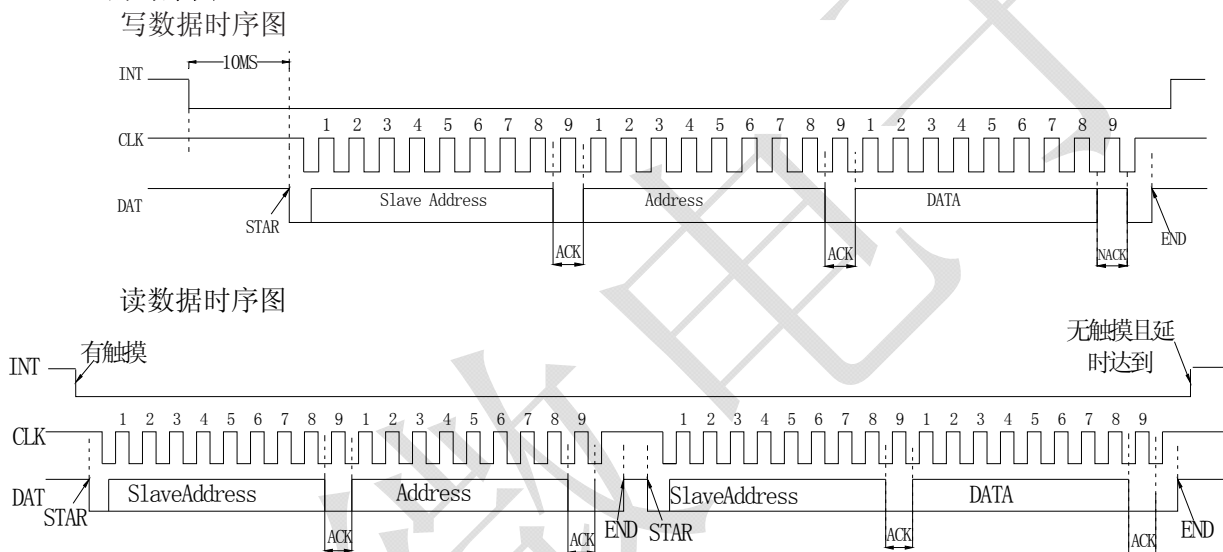 写数据时序图
10MS
INT
1 2 3 4 5 6 7 8 9 1 2 3 4 5 6 7 8 9 1 2 3 4 5 6 7 8 9
CLK
DAT
Slave Address
Address
DATA
STAR
ACK
ACK
NACK
END
读数据时序图
有触摸
无触摸且延
时达到
INT
1 2 3 4 5 6 7 8 9 1 2 3 4 5 6 7 8 9 1 2 3 4 5 6 7 8 9 1 2 3 4 5 6 7 8 9
CLK
DAT
SlaveAddress
Address
SlaveAddress
DATA
STAR
ACK
ACK
END
STAR
ACK
ACK
END